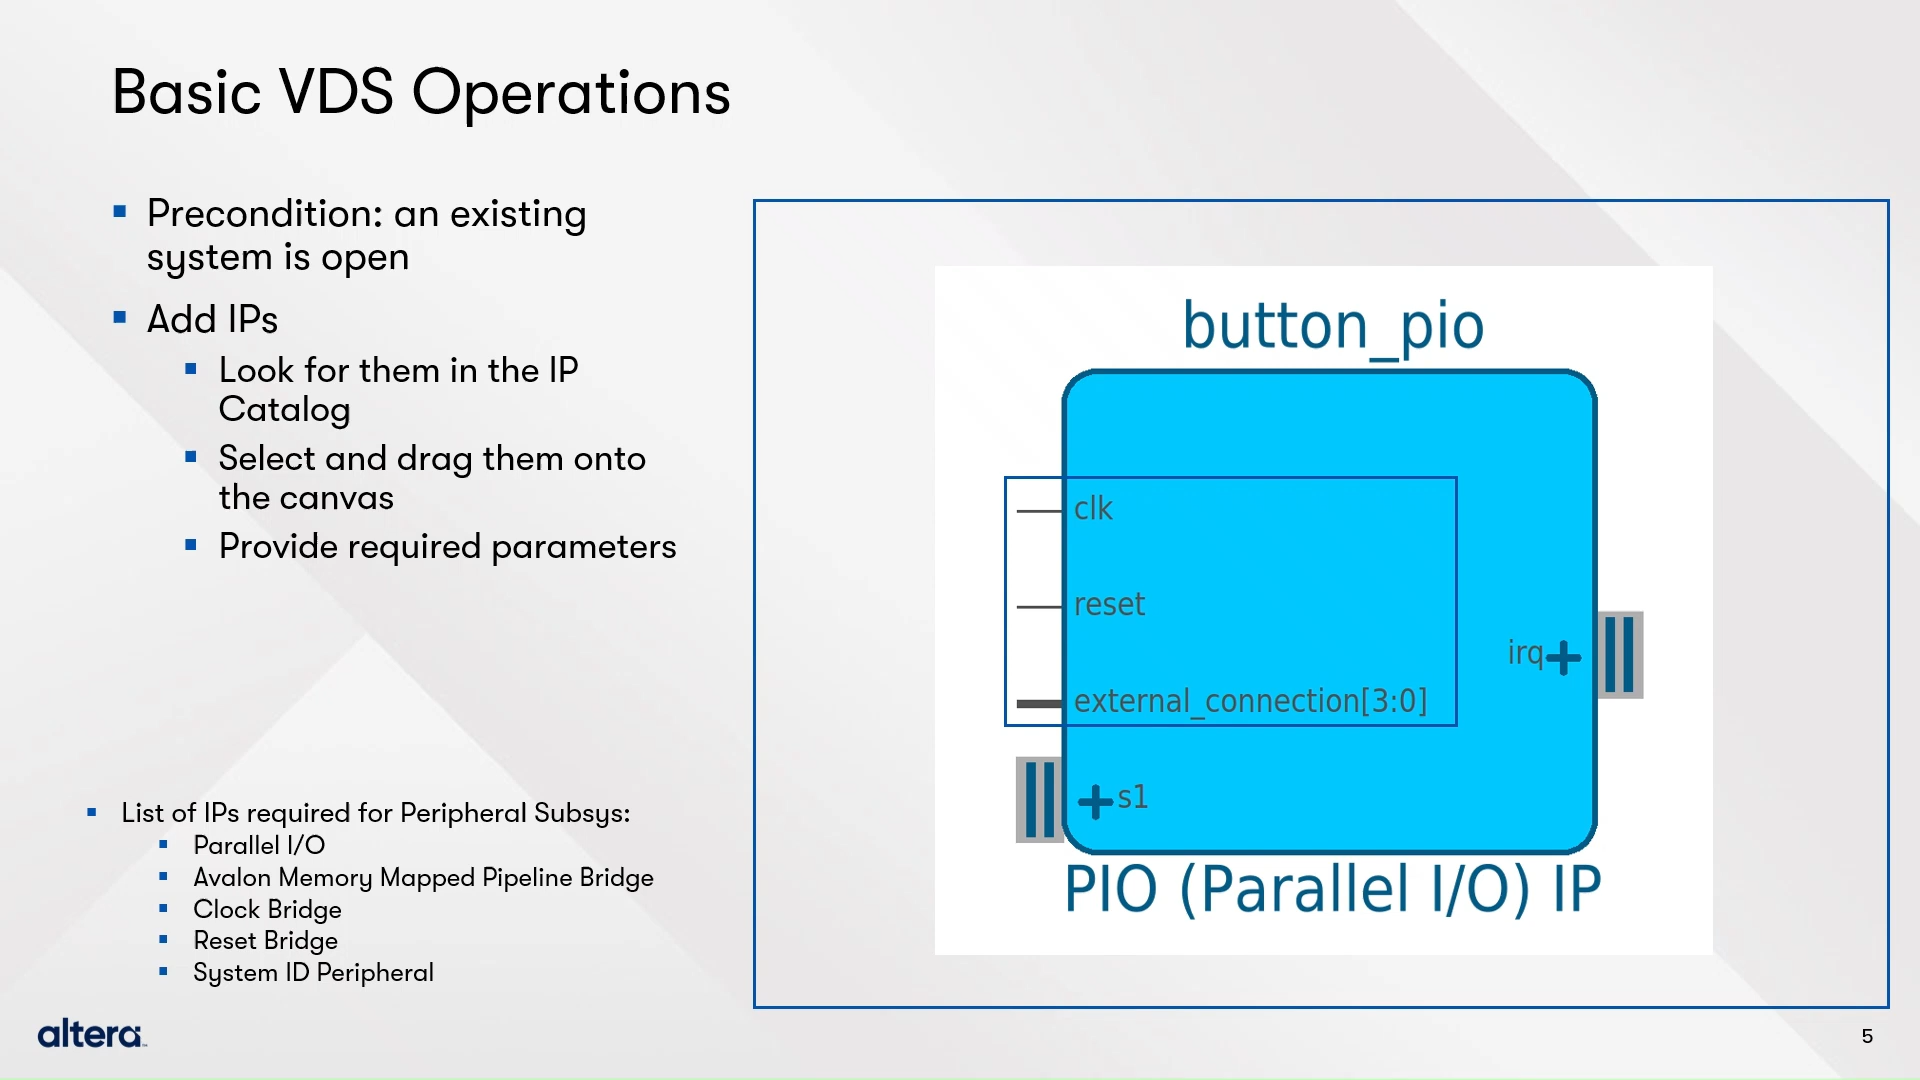 Basic VDS Operations
Precondition: an existing
system is open
Add IPs
Look for them in the IP
Catalog
Select and drag them onto
the canvas
Provide required parameters
List of IPs required for Peripheral Subsys:
Parallel I/O
Avalon Memory Mapped Pipeline Bridge
Clock Bridge
Reset Bridge
System ID Peripheral
button_pio
clk
reset
irq
external_connection[3:0]
s1
PIO (Parallel I/O) IP
altera
5